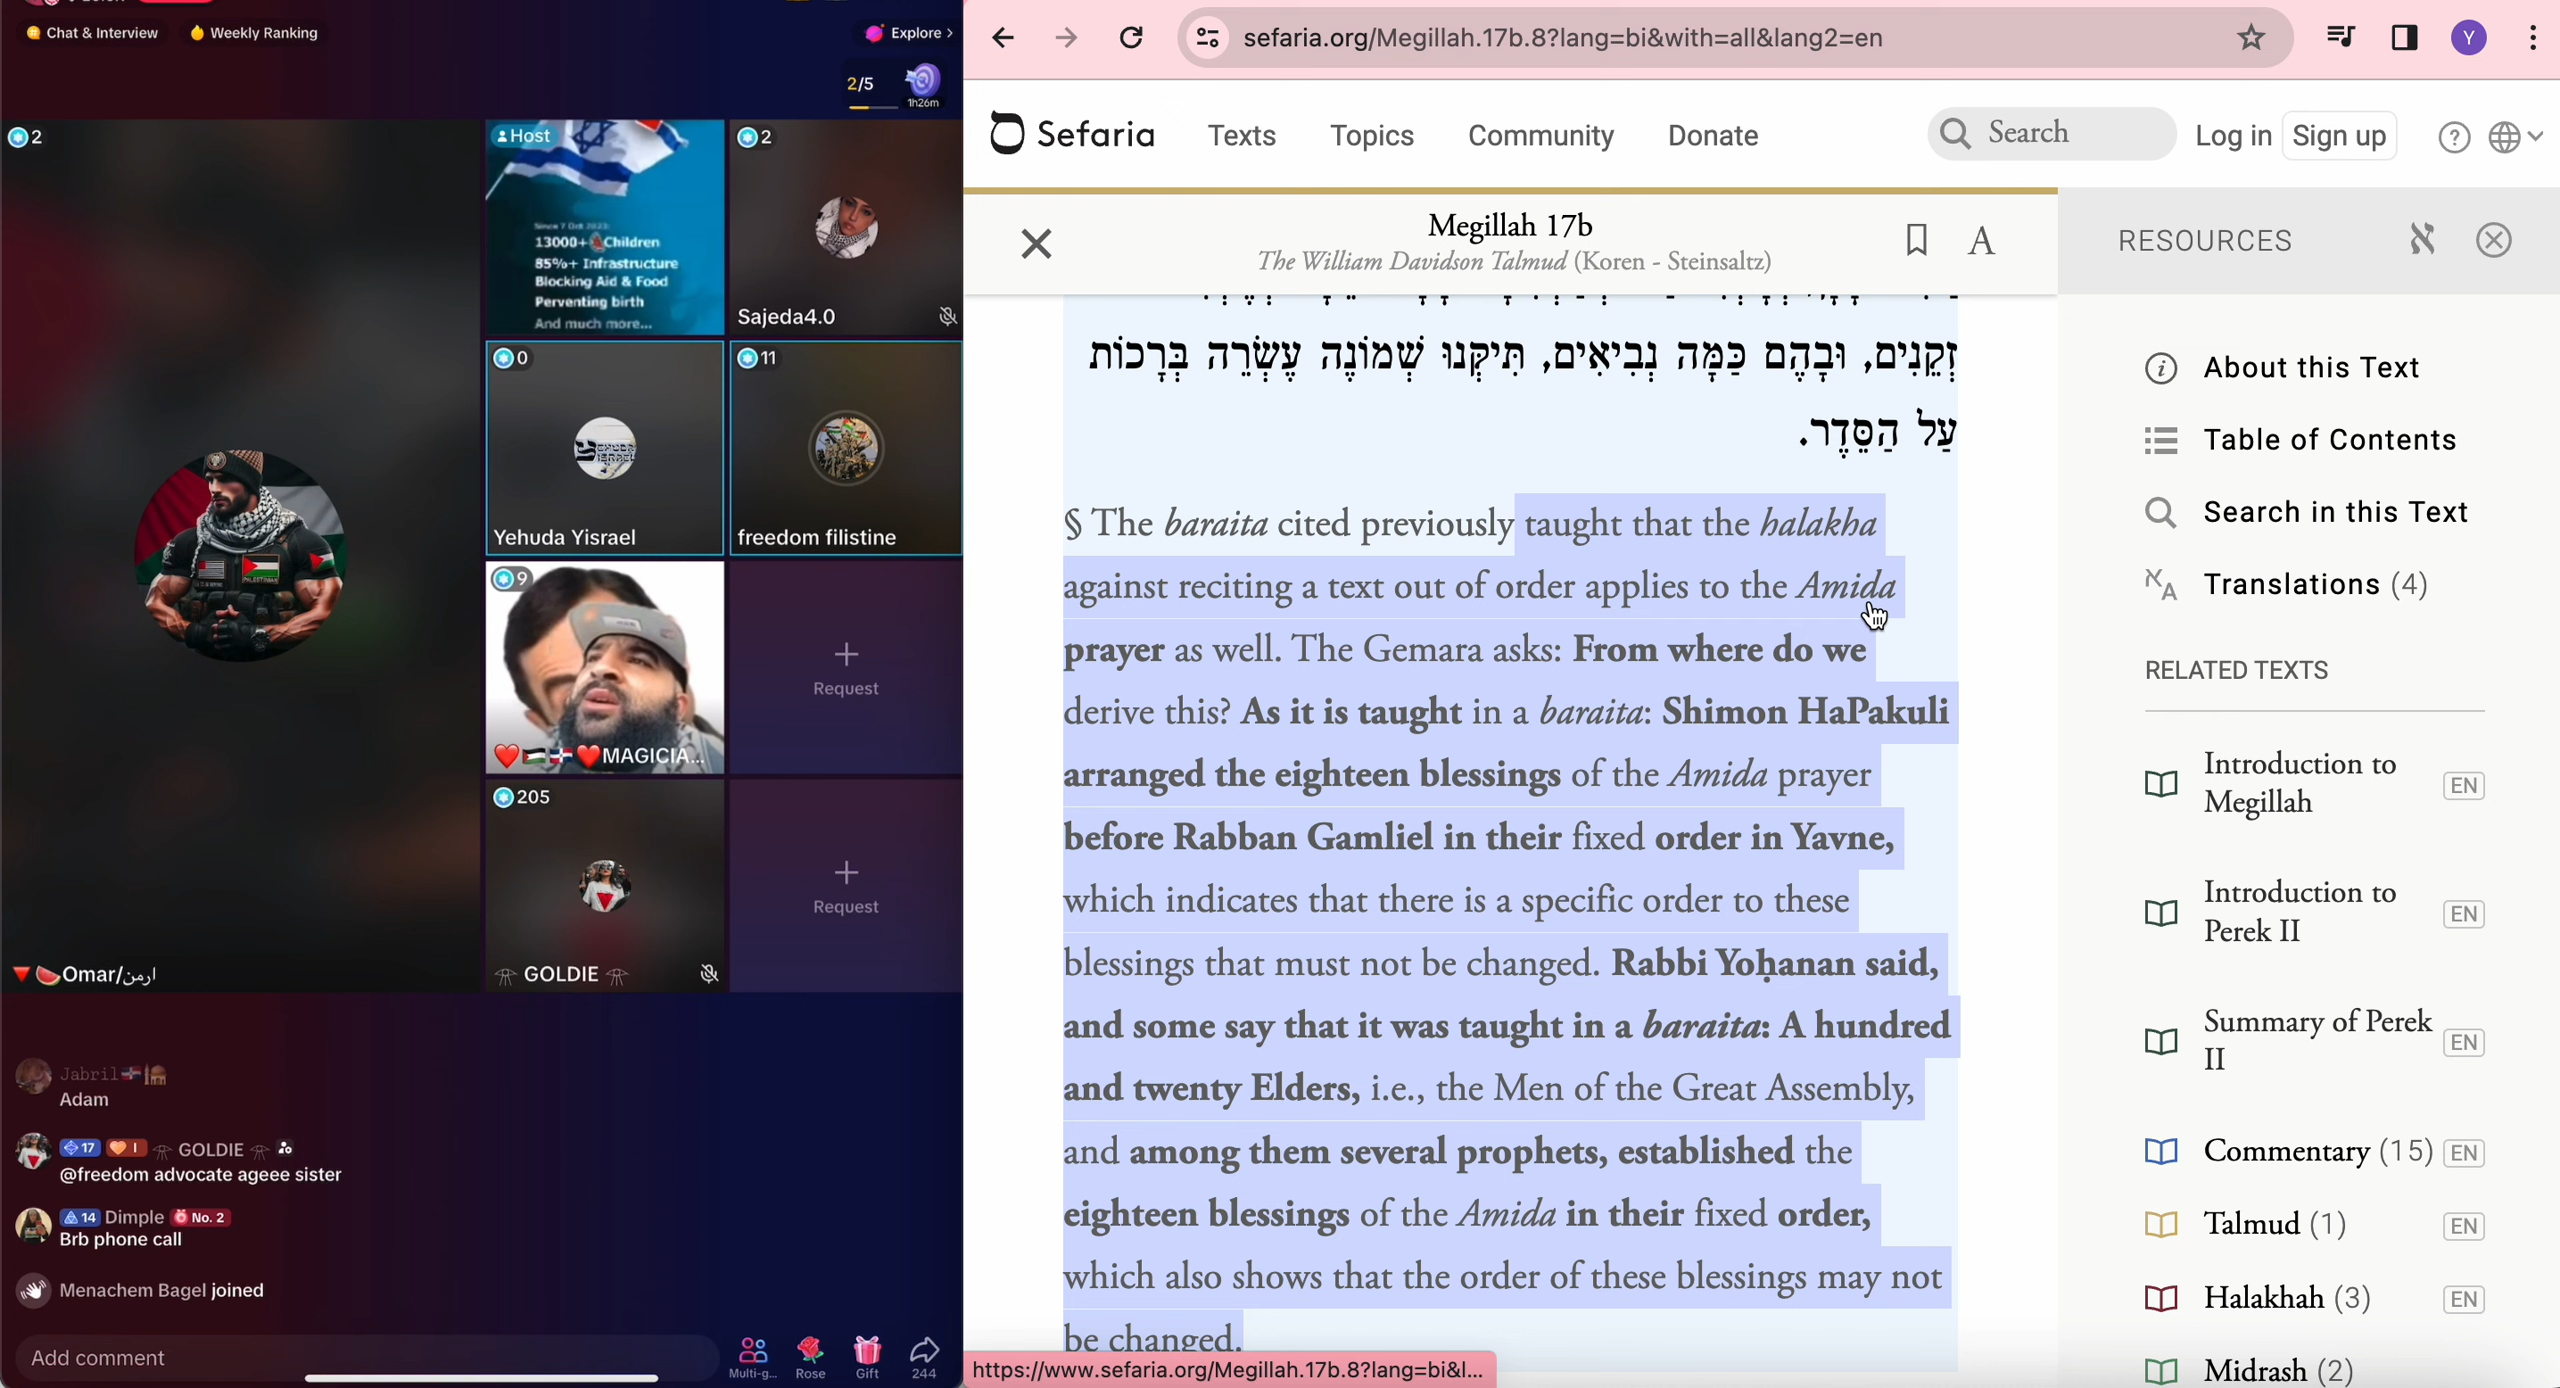 Chat & Interview
Weekly Ranking
Explore >
2/5
1h26m
2
Host
Since 7 Oct 2023:
13000+ Children
85%+ Infrastructure
Blocking Aid & Food
Perventing birth
And much more...
2
Sajeda4.0
0
Yehuda Yisrael
11
freedom filistine
9
MAGICIA...
+
Request
205
GOLDIE
+
Request
Omar/ارمن
Jabril
Adam
17 I GOLDIE
@freedom advocate ageee sister
14 Dimple No. 2
Brb phone call
Menachem Bagel joined
Add comment
Multi-g...
Rose
Gift
244
sefaria.org/Megillah.17b.8?lang=bi&with=all&lang2=en
Y
Sefaria
Texts
Topics
Community
Donate
Search
Log in
Sign up
Megillah 17b
The William Davidson Talmud (Koren - Steinsaltz)
A
זְקֵנִים, וּבָהֶם כַּמָּה נְבִיאִים, תִּיקְּנוּ שְׁמוֹנֶה עֶשְׂרֵה בְּרָכוֹת
עַל הַסֵּדֶר.
§ The baraita cited previously taught that the halakha
against reciting a text out of order applies to the Amida
prayer as well. The Gemara asks: From where do we
derive this? As it is taught in a baraita: Shimon HaPakuli
arranged the eighteen blessings of the Amida prayer
before Rabban Gamliel in their fixed order in Yavne,
which indicates that there is a specific order to these
blessings that must not be changed. Rabbi Yoḥanan said,
and some say that it was taught in a baraita: A hundred
and twenty Elders, i.e., the Men of the Great Assembly,
and among them several prophets, established the
eighteen blessings of the Amida in their fixed order,
which also shows that the order of these blessings may not
be changed.
https://www.sefaria.org/Megillah.17b.8?lang=bi&l...
RESOURCES
א
About this Text
Table of Contents
Search in this Text
Translations (4)
RELATED TEXTS
Introduction to
Megillah
EN
Introduction to
Perek II
EN
Summary of Perek
II
EN
Commentary (15) EN
Talmud (1) EN
Halakhah (3) EN
Midrash (2)